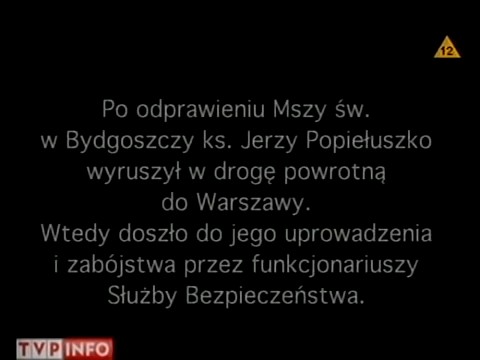 12
Po odprawieniu Mszy św.
w Bydgoszczy ks. Jerzy Popiełuszko
wyruszył w drogę powrotną
do Warszawy.
Wtedy doszło do jego uprowadzenia
i zabójstwa przez funkcjonariuszy
Służby Bezpieczeństwa.
TVP INFO